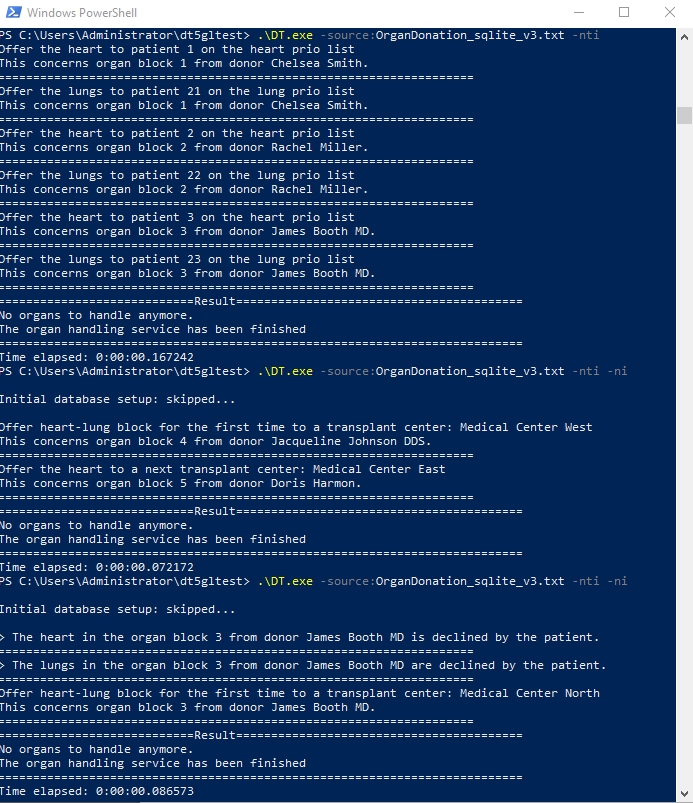 Windows PowerShell
PS C:\Users\Administrator\dt5gltest> .\DT.exe -source:OrganDonation_sqlite_v3.txt -nti
Offer the heart to patient 1 on the heart prio list
This concerns organ block 1 from donor Chelsea Smith.
====================================================================
Offer the lungs to patient 21 on the lung prio list
This concerns organ block 1 from donor Chelsea Smith.
====================================================================
Offer the heart to patient 2 on the heart prio list
This concerns organ block 2 from donor Rachel Miller.
====================================================================
Offer the lungs to patient 22 on the lung prio list
This concerns organ block 2 from donor Rachel Miller.
====================================================================
Offer the heart to patient 3 on the heart prio list
This concerns organ block 3 from donor James Booth MD.
====================================================================
Offer the lungs to patient 23 on the lung prio list
This concerns organ block 3 from donor James Booth MD.
====================================================================
============================Result=========================================
No organs to handle anymore.
The organ handling service has been finished
===========================================================================
Time elapsed: 0:00:00.167242
PS C:\Users\Administrator\dt5gltest> .\DT.exe -source:OrganDonation_sqlite_v3.txt -nti -ni
Initial database setup: skipped...
Offer heart-lung block for the first time to a transplant center: Medical Center West
This concerns organ block 4 from donor Jacqueline Johnson DDS.
====================================================================
Offer the heart to a next transplant center: Medical Center East
This concerns organ block 5 from donor Doris Harmon.
====================================================================
============================Result=========================================
No organs to handle anymore.
The organ handling service has been finished
===========================================================================
Time elapsed: 0:00:00.072172
PS C:\Users\Administrator\dt5gltest> .\DT.exe -source:OrganDonation_sqlite_v3.txt -nti -ni
Initial database setup: skipped...
> The heart in the organ block 3 from donor James Booth MD is declined by the patient.
====================================================================
> The lungs in the organ block 3 from donor James Booth MD are declined by the patient.
====================================================================
Offer heart-lung block for the first time to a transplant center: Medical Center North
This concerns organ block 3 from donor James Booth MD.
====================================================================
============================Result=========================================
No organs to handle anymore.
The organ handling service has been finished
===========================================================================
Time elapsed: 0:00:00.086573